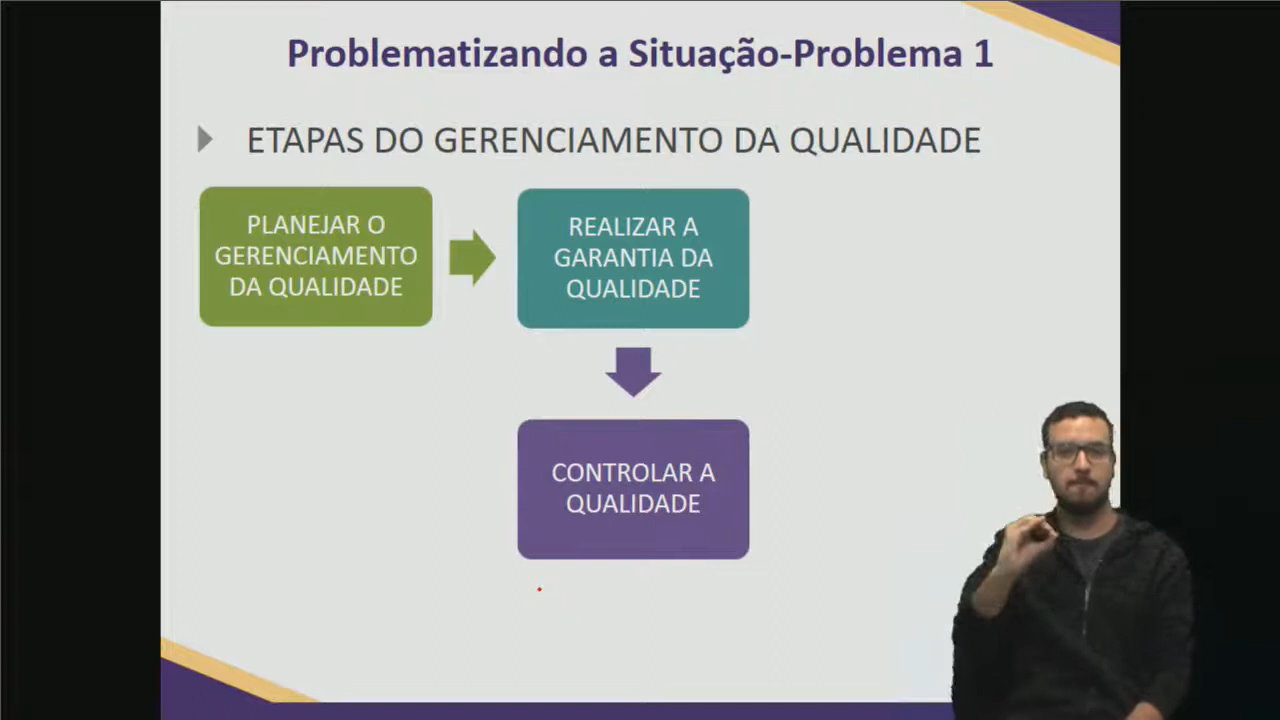 Problematizando a Situação-Problema 1
ETAPAS DO GERENCIAMENTO DA QUALIDADE
PLANEJAR O
GERENCIAMENTO
DA QUALIDADE
REALIZAR A
GARANTIA DA
QUALIDADE
CONTROLAR A
QUALIDADE